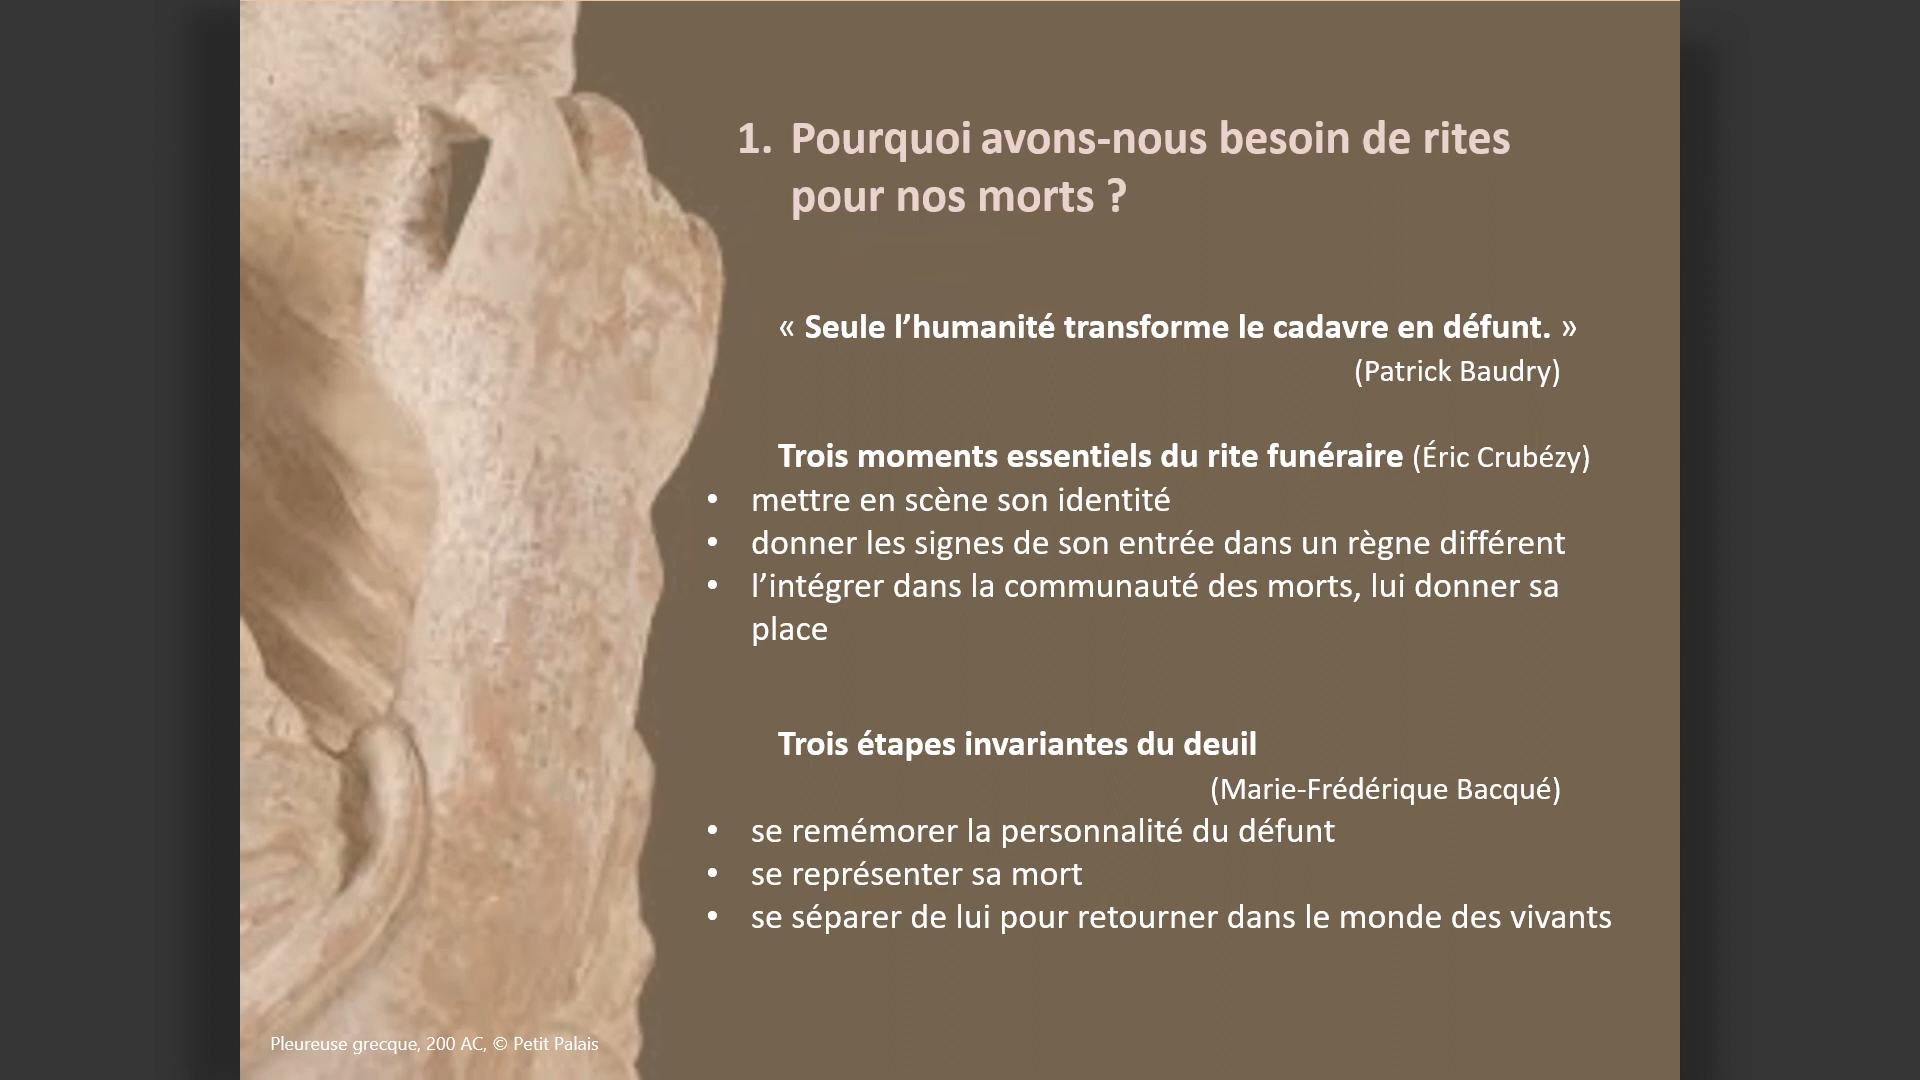 1. Pourquoi avons-nous besoin de rites
pour nos morts ?
« Seule l’humanité transforme le cadavre en défunt. »
(Patrick Baudry)
Trois moments essentiels du rite funéraire (Éric Crubézy)
• mettre en scène son identité
• donner les signes de son entrée dans un règne différent
• l’intégrer dans la communauté des morts, lui donner sa
place
Trois étapes invariantes du deuil
(Marie-Frédérique Bacqué)
• se remémorer la personnalité du défunt
• se représenter sa mort
• se séparer de lui pour retourner dans le monde des vivants
Pleureuse grecque, 200 AC, © Petit Palais